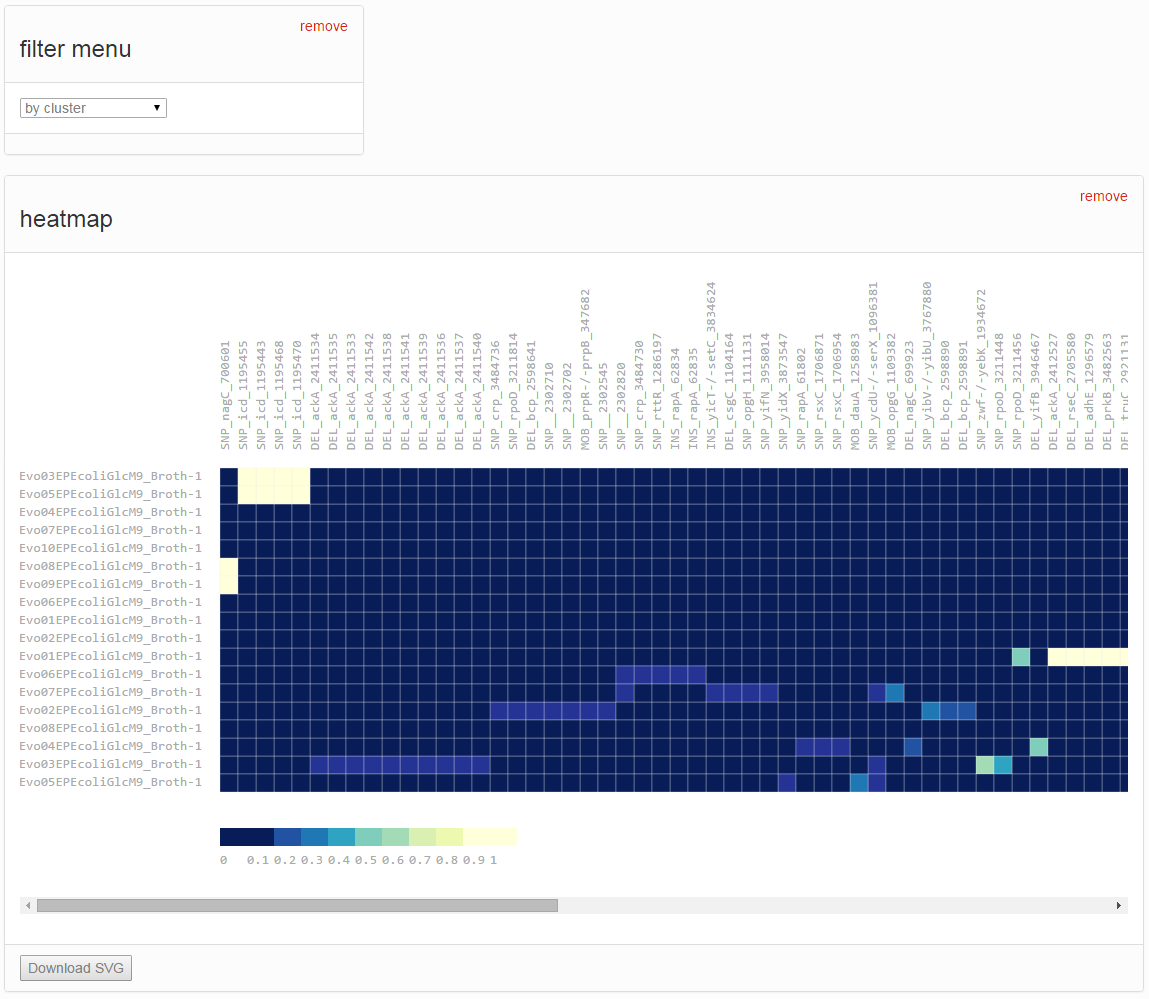 remove
filter menu
by cluster
remove
heatmap
SNP_nagC_700601
SNP_icd_1195455
SNP_icd_1195443
SNP_icd_1195468
SNP_icd_1195470
DEL_ackA_2411534
DEL_ackA_2411535
DEL_ackA_2411533
DEL_ackA_2411542
DEL_ackA_2411538
DEL_ackA_2411541
DEL_ackA_2411539
DEL_ackA_2411536
DEL_ackA_2411537
DEL_ackA_2411540
SNP_crp_3484736
SNP_rpoD_3211814
DEL_bcp_2598641
SNP__2302710
SNP__2302702
MOB_prpR-/-prpB_347682
SNP__2302545
SNP__2302820
SNP_crp_3484730
SNP_rttR_1286197
INS_rapA_62834
INS_rapA_62835
INS_yicT-/-setC_3834624
DEL_csgC_1104164
SNP_opgH_1111131
SNP_yifN_3958014
SNP_yidX_3873547
SNP_rapA_61802
SNP_rsxC_1706871
SNP_rsxC_1706954
MOB_dauA_1258983
SNP_ycdU-/-serX_1096381
MOB_opgG_1109382
DEL_nagC_699923
SNP_yibV-/-yibU_3767880
DEL_bcp_2598890
DEL_bcp_2598891
SNP_zwf-/-yebK_1934672
SNP_rpoD_3211448
SNP_rpoD_3211456
DEL_yifB_3946467
DEL_ackA_2412527
DEL_rseC_2705580
DEL_adhE_1296579
DEL_prkB_3482563
Evo03EPEcoliGlcM9_Broth-1
Evo05EPEcoliGlcM9_Broth-1
Evo04EPEcoliGlcM9_Broth-1
Evo07EPEcoliGlcM9_Broth-1
Evo10EPEcoliGlcM9_Broth-1
Evo08EPEcoliGlcM9_Broth-1
Evo09EPEcoliGlcM9_Broth-1
Evo06EPEcoliGlcM9_Broth-1
Evo01EPEcoliGlcM9_Broth-1
Evo02EPEcoliGlcM9_Broth-1
Evo01EPEcoliGlcM9_Broth-1
Evo06EPEcoliGlcM9_Broth-1
Evo07EPEcoliGlcM9_Broth-1
Evo02EPEcoliGlcM9_Broth-1
Evo08EPEcoliGlcM9_Broth-1
Evo04EPEcoliGlcM9_Broth-1
Evo03EPEcoliGlcM9_Broth-1
Evo05EPEcoliGlcM9_Broth-1
0 0.1 0.2 0.3 0.4 0.5 0.6 0.7 0.8 0.9 1
Download SVG